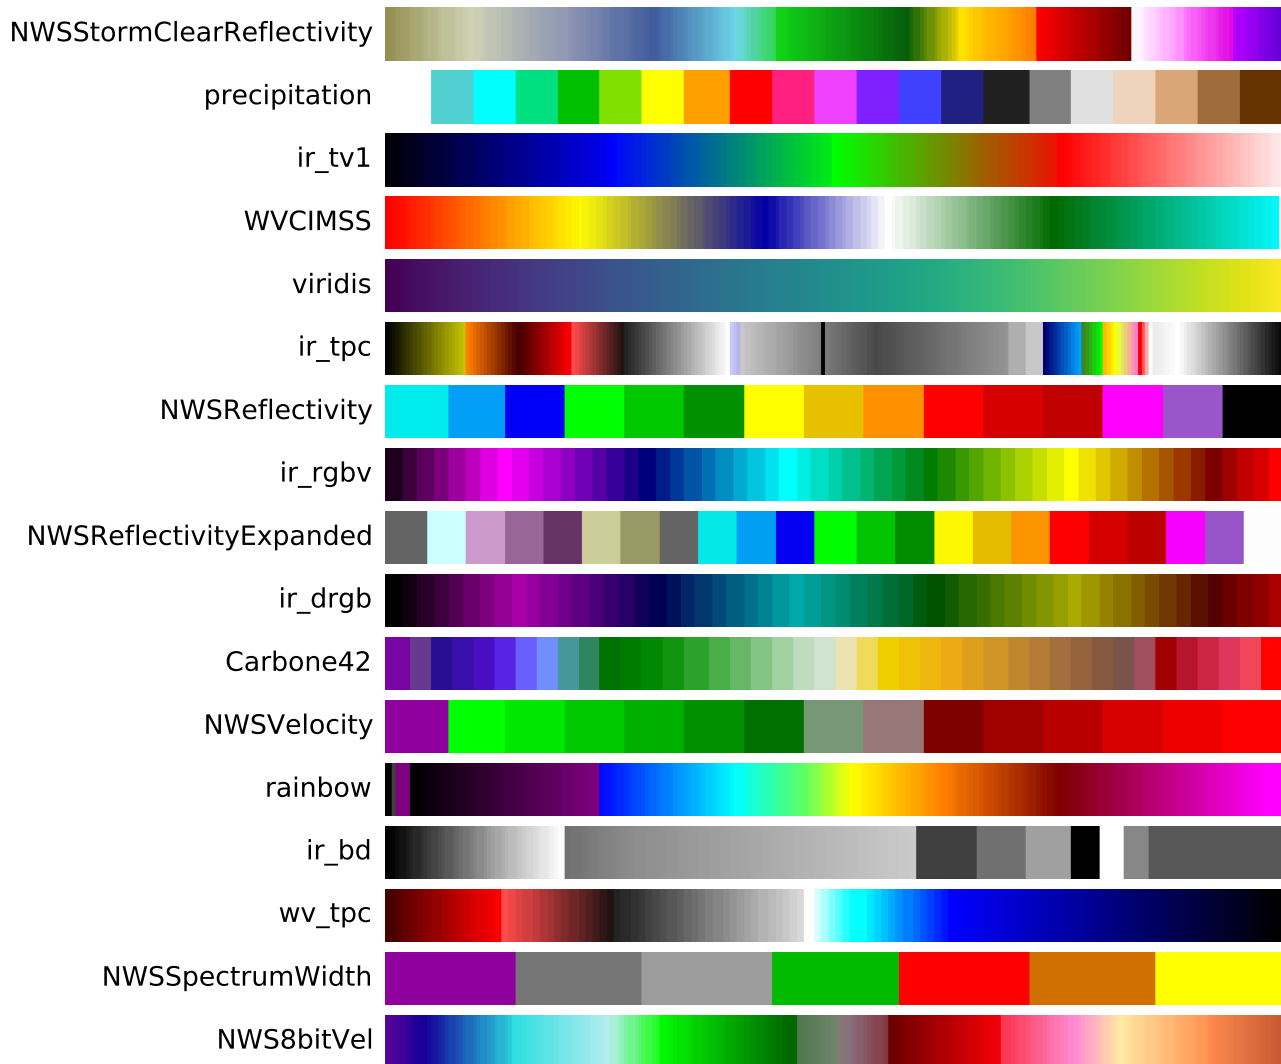 NWSStormClearReflectivity
precipitation
ir_tv1
WVCIMSS
viridis
ir_tpc
NWSReflectivity
ir_rgbv
NWSReflectivityExpanded
ir_drgb
Carbone42
NWSVelocity
rainbow
ir_bd
wv_tpc
NWSSpectrumWidth
NWS8bitVel